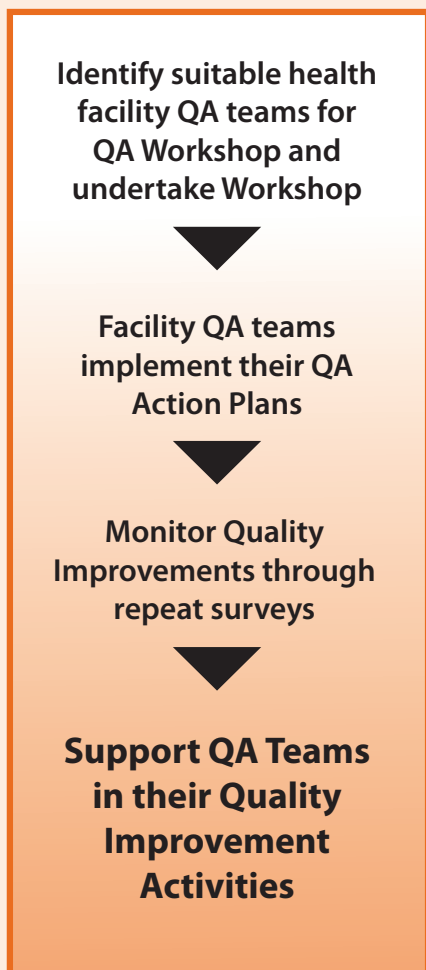 Identify suitable health
facility QA teams for
QA Workshop and
undertake Workshop
Facility QA teams
implement their QA
Action Plans
Monitor Quality
Improvements through
repeat surveys
Support QA Teams
in their Quality
Improvement
Activities